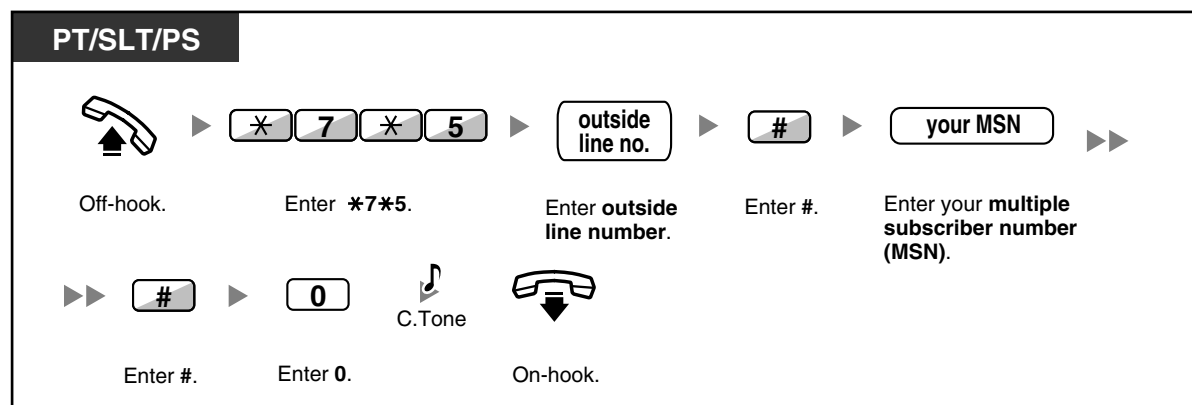 PT/SLT/PS
* 7 * 5
outside
line no.
#
your MSN
Off-hook.
Enter *7*5.
Enter outside
line number.
Enter #.
Enter your multiple
subscriber number
(MSN).
#
0
C.Tone
Enter #.
Enter 0.
On-hook.